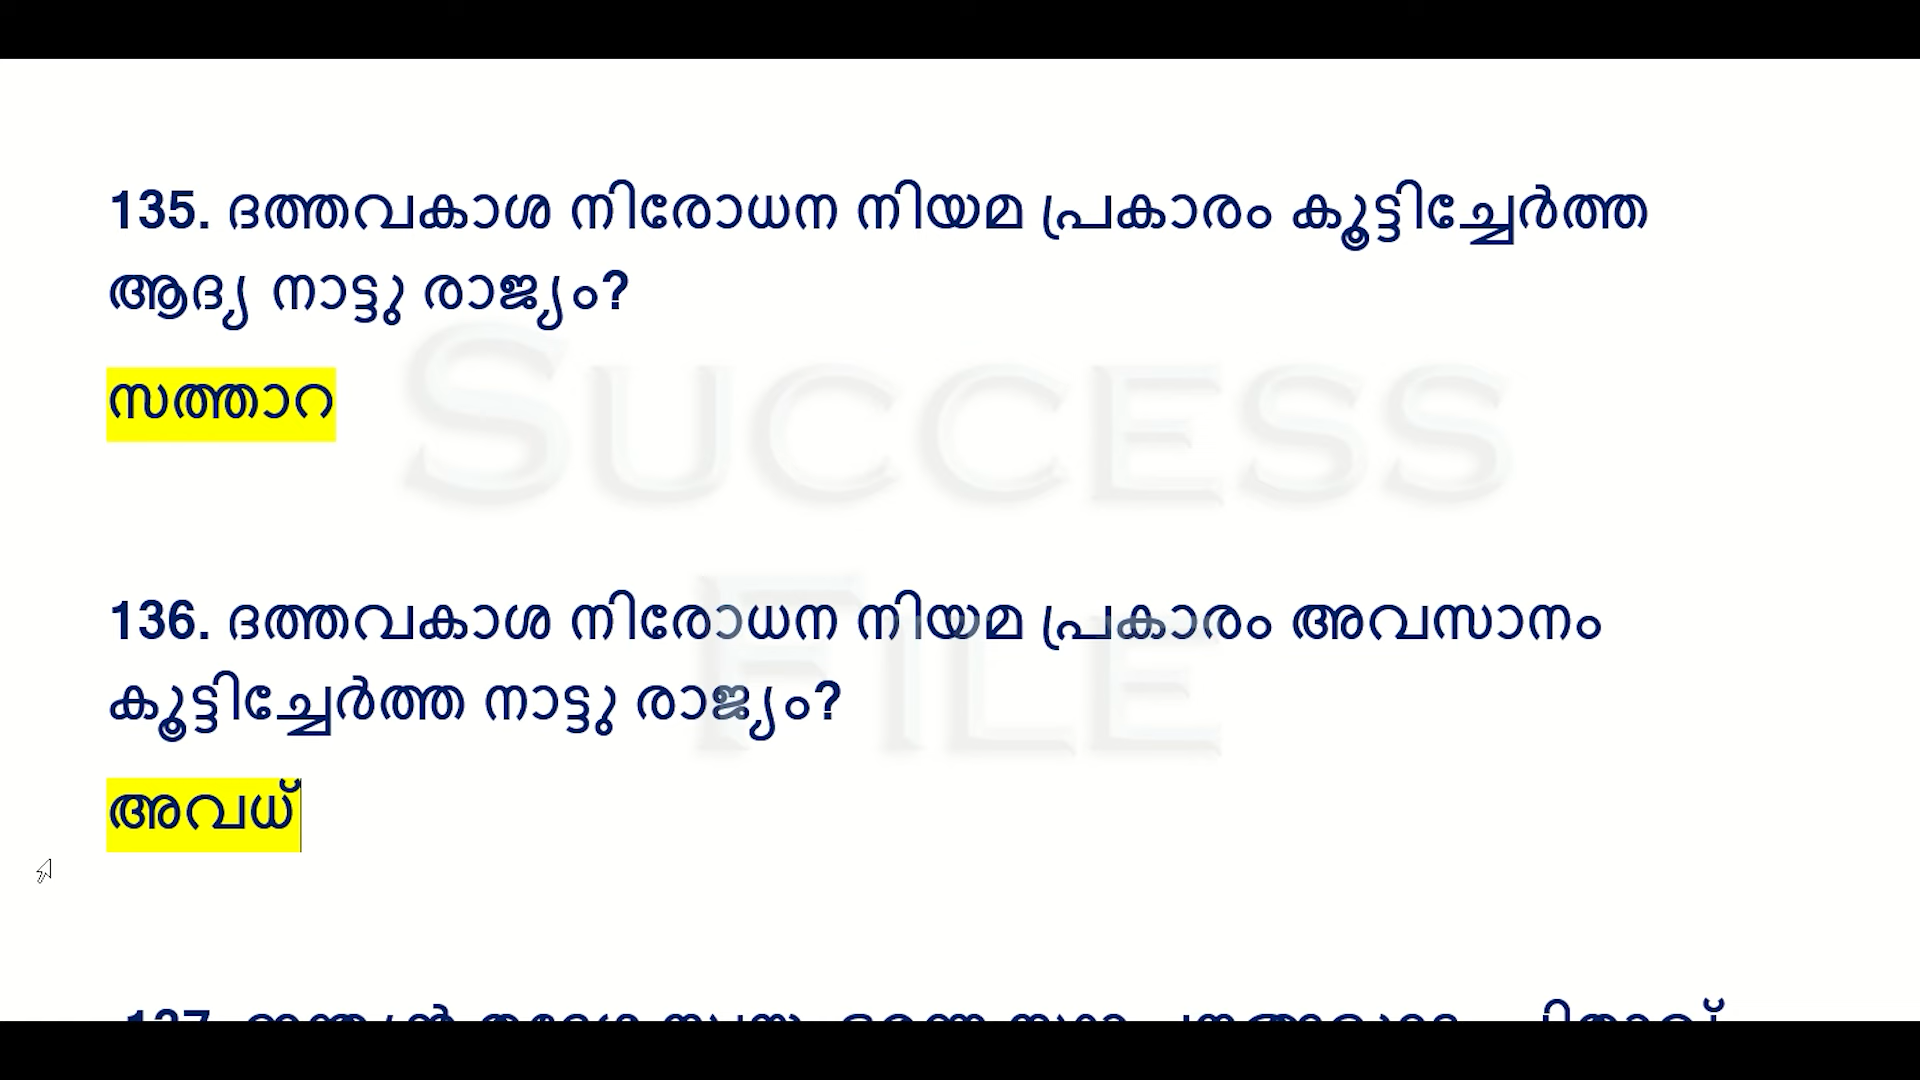 135. ദത്തവകാശ നിരോധന നിയമ പ്രകാരം കൂട്ടിച്ചേർത്ത
ആദ്യ നാട്ടു രാജ്യം?
സത്താറ
SUCCESS
136. ദത്തവകാശ നിരോധന നിയമ പ്രകാരം അവസാനം
കൂട്ടിച്ചേർത്ത നാട്ടു രാജ്യം?
FILE
അവധ്
137.